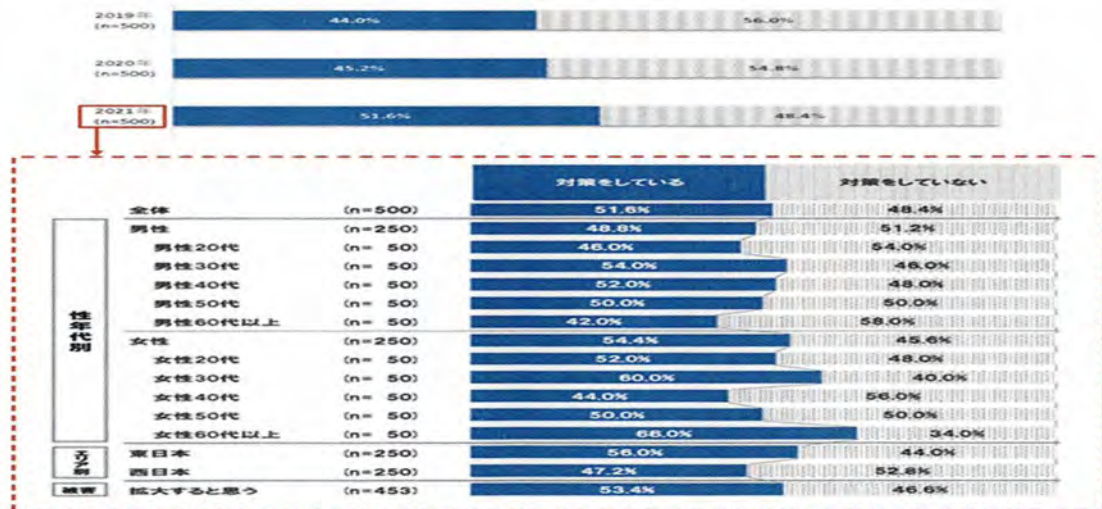 2019年
(n=500)
44.0% 56.0%
2020年
(n=500)
45.2% 54.8%
2021年
(n=500)
51.6% 48.4%
対策をしている 対策をしていない
全体 (n=500) 51.6% 48.4%
性年代別
男性 (n=250) 48.8% 51.2%
男性20代 (n= 50) 46.0% 54.0%
男性30代 (n= 50) 54.0% 46.0%
男性40代 (n= 50) 52.0% 48.0%
男性50代 (n= 50) 50.0% 50.0%
男性60代以上 (n= 50) 42.0% 58.0%
女性 (n=250) 54.4% 45.6%
女性20代 (n= 50) 52.0% 48.0%
女性30代 (n= 50) 60.0% 40.0%
女性40代 (n= 50) 44.0% 56.0%
女性50代 (n= 50) 50.0% 50.0%
女性60代以上 (n= 50) 66.0% 34.0%
エリア別
東日本 (n=250) 56.0% 44.0%
西日本 (n=250) 47.2% 52.8%
被害 拡大すると思う (n=453) 53.4% 46.6%